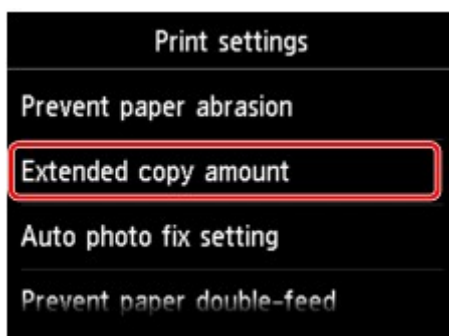 Print settings
Prevent paper abrasion
Extended copy amount
Auto photo fix setting
Prevent paper double-feed